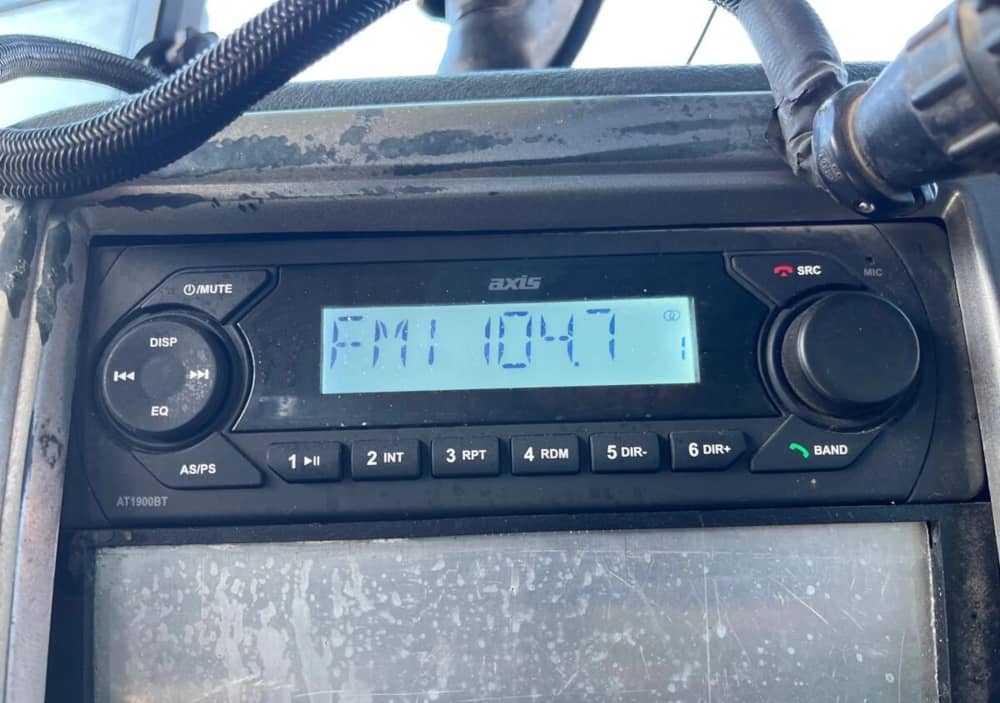 axis
SRC
MIC
/MUTE
FM1 104.7
1
DISP
EQ
AS/PS
1
2 INT
3 RPT
4 RDM
5 DIR-
6 DIR+
BAND
AT1900BT